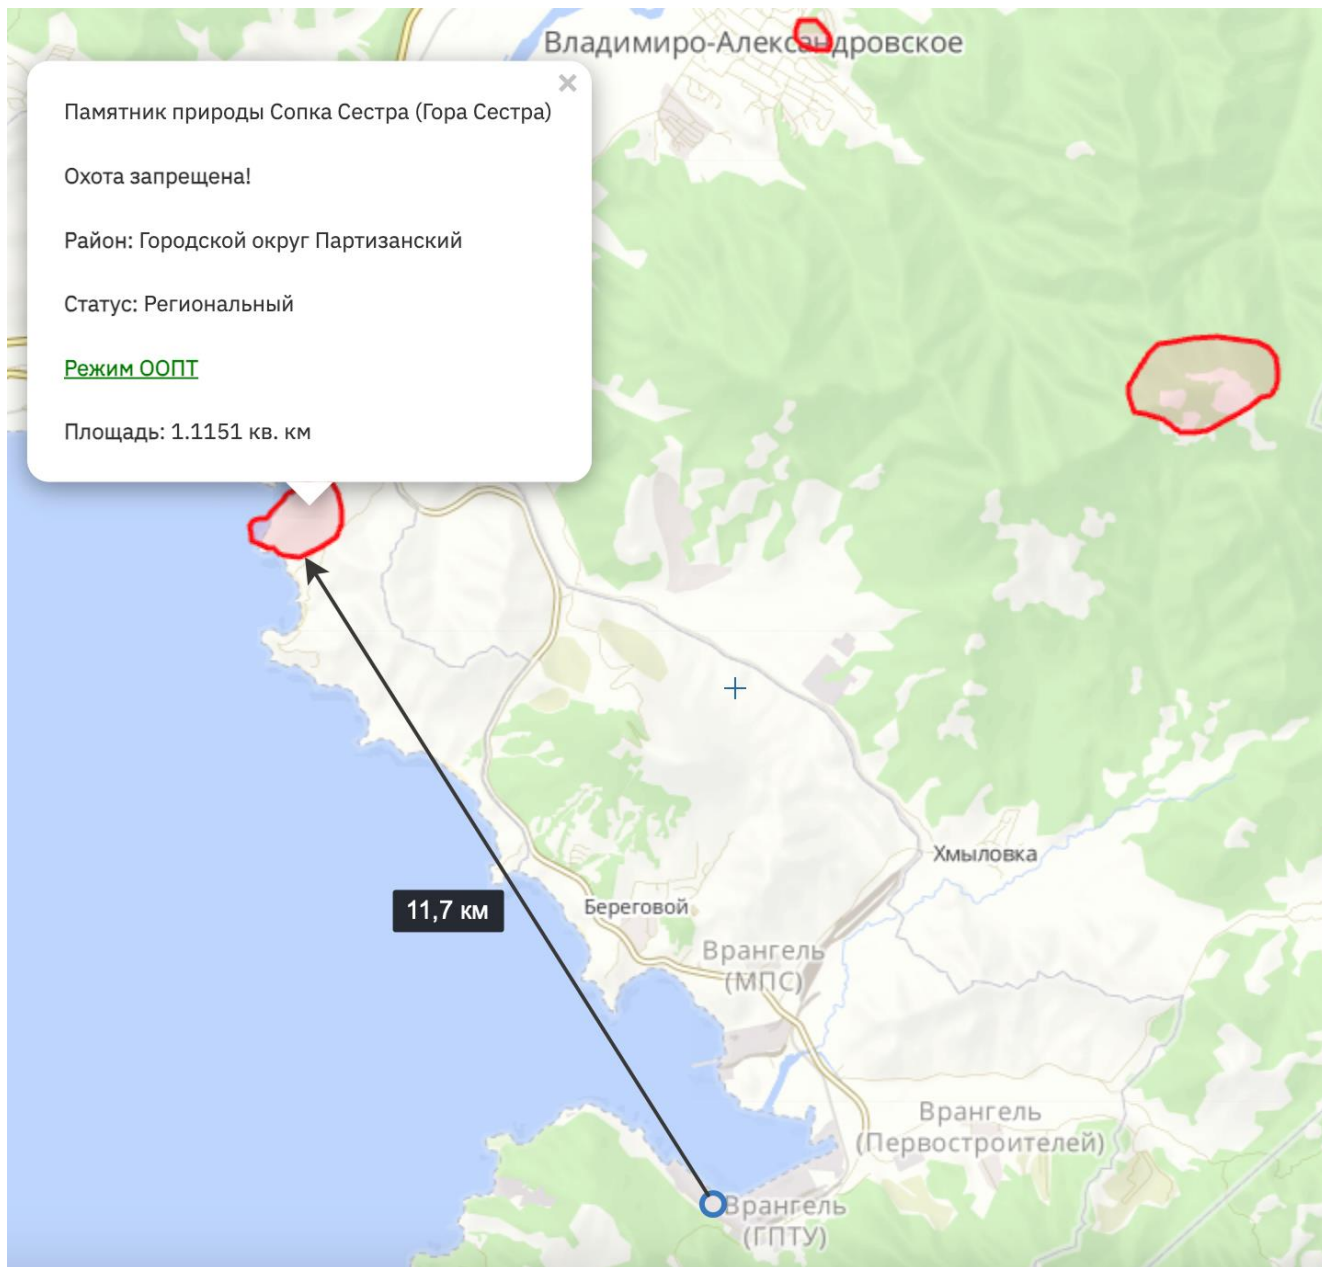 Владимиро-Александровское
Памятник природы Сопка Сестра (Гора Сестра)
Охота запрещена!
Район: Городской округ Партизанский
Статус: Региональный
Режим ООПТ
Площадь: 1.1151 кв. км
Хмыловка
11,7 км
Береговой
Врангель
(МПС)
Врангель
(Первостроителей)
Врангель
(ГПТУ)